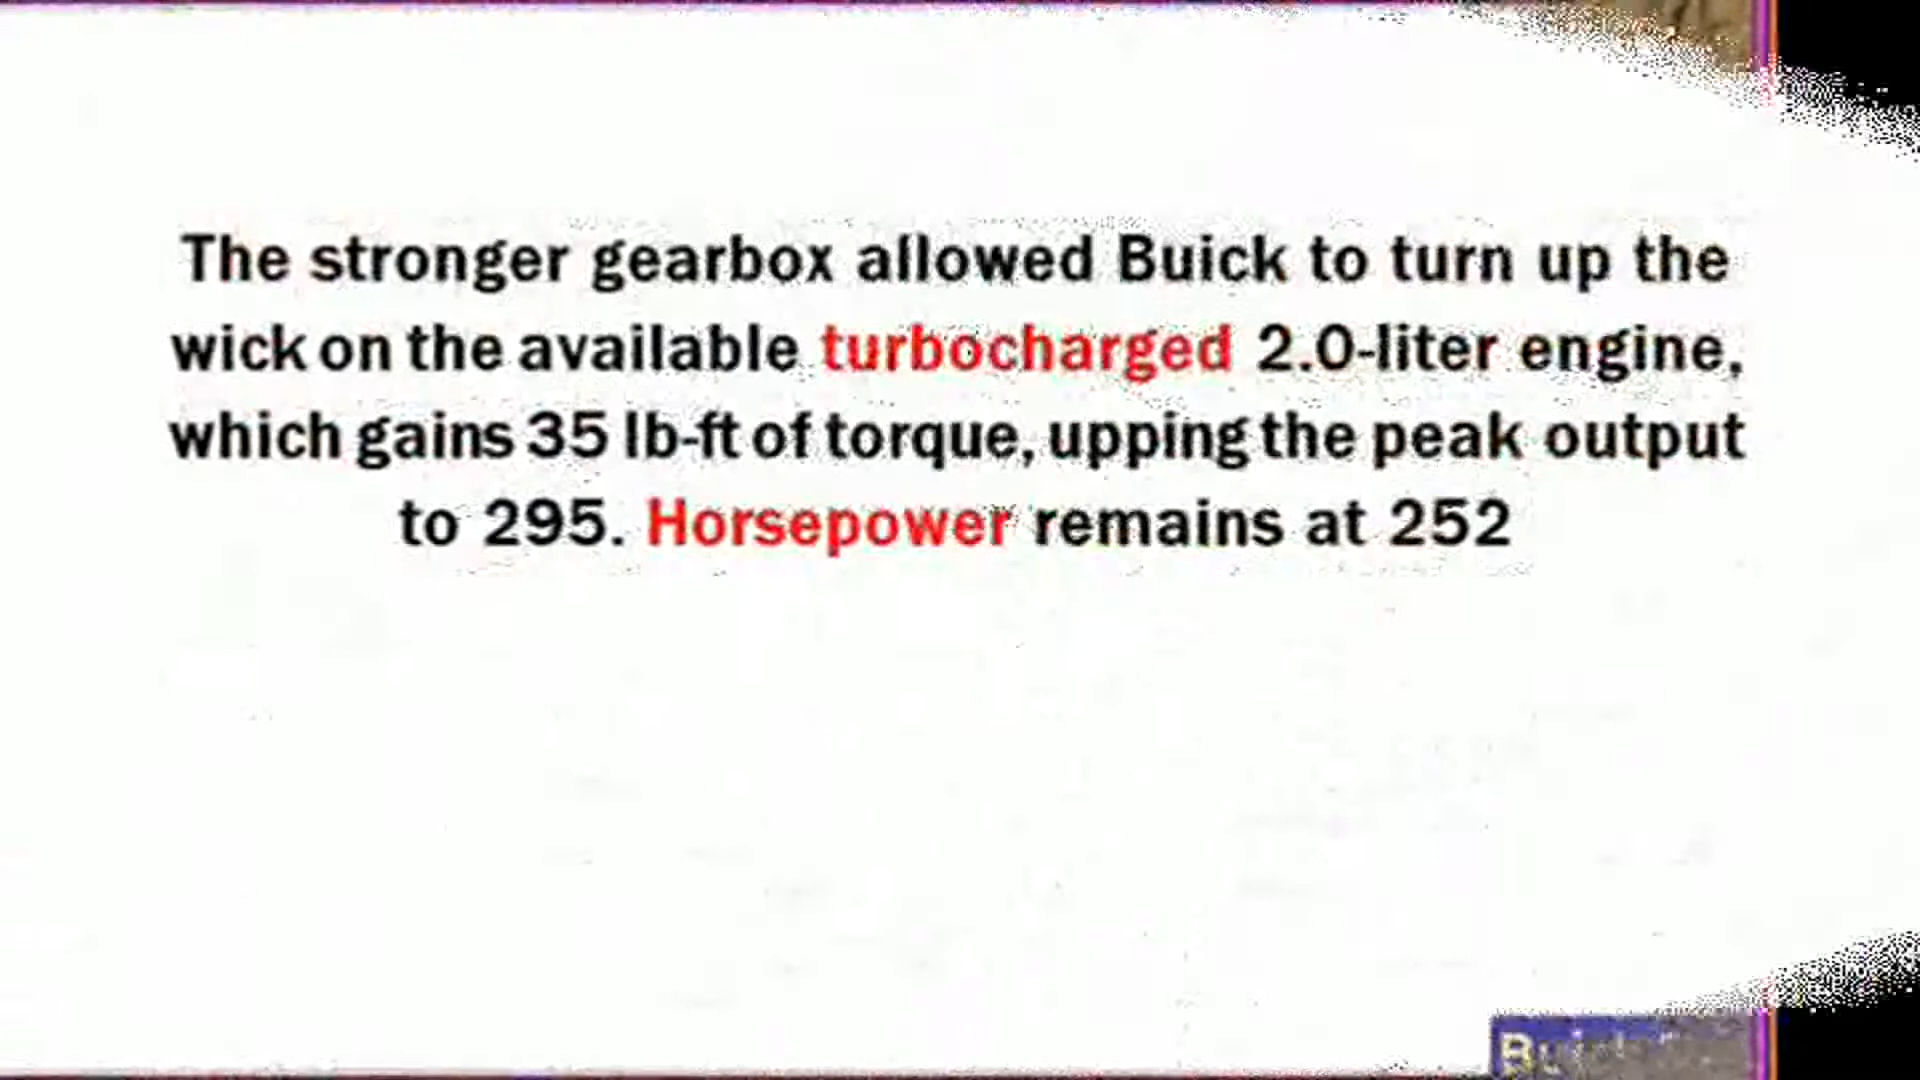 The stronger gearbox allowed Buick to turn up the
wick on the available turbocharged 2.0-liter engine,
which gains 35 lb-ft of torque, upping the peak output
to 295. Horsepower remains at 252
Buick